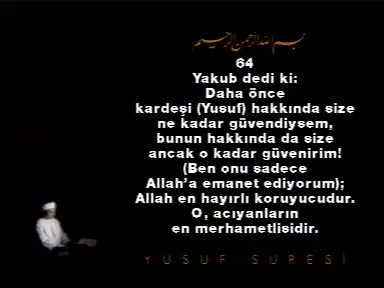 بسم الله الرحمن الرحيم
64
Yakub dedi ki:
Daha önce
kardeşi (Yusuf) hakkında size
ne kadar güvendiysem,
bunun hakkında da size
ancak o kadar güvenirim!
(Ben onu sadece
Allah'a emanet ediyorum);
Allah en hayırlı koruyucudur.
O, acıyanların
en merhametlisidir.
YUSUF SURESİ